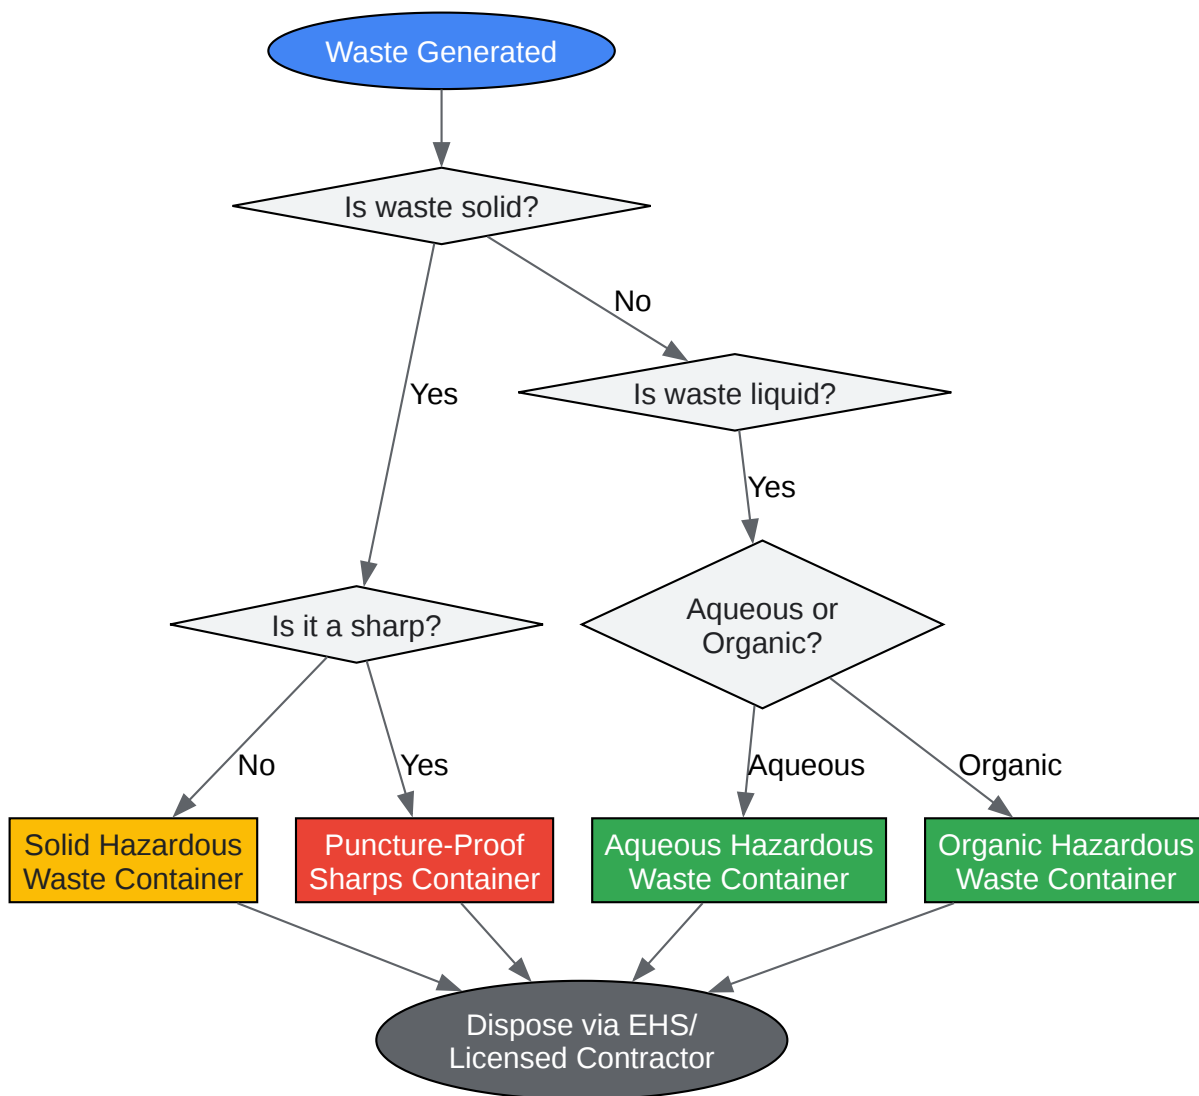 Waste Generated
Is waste solid?
No
Yes
Is waste liquid?
Yes
Is it a sharp?
Aqueous or
Organic?
No
Yes
Aqueous
Organic
Solid Hazardous
Waste Container
Puncture-Proof
Sharps Container
Aqueous Hazardous
Waste Container
Organic Hazardous
Waste Container
Dispose via EHS/
Licensed Contractor